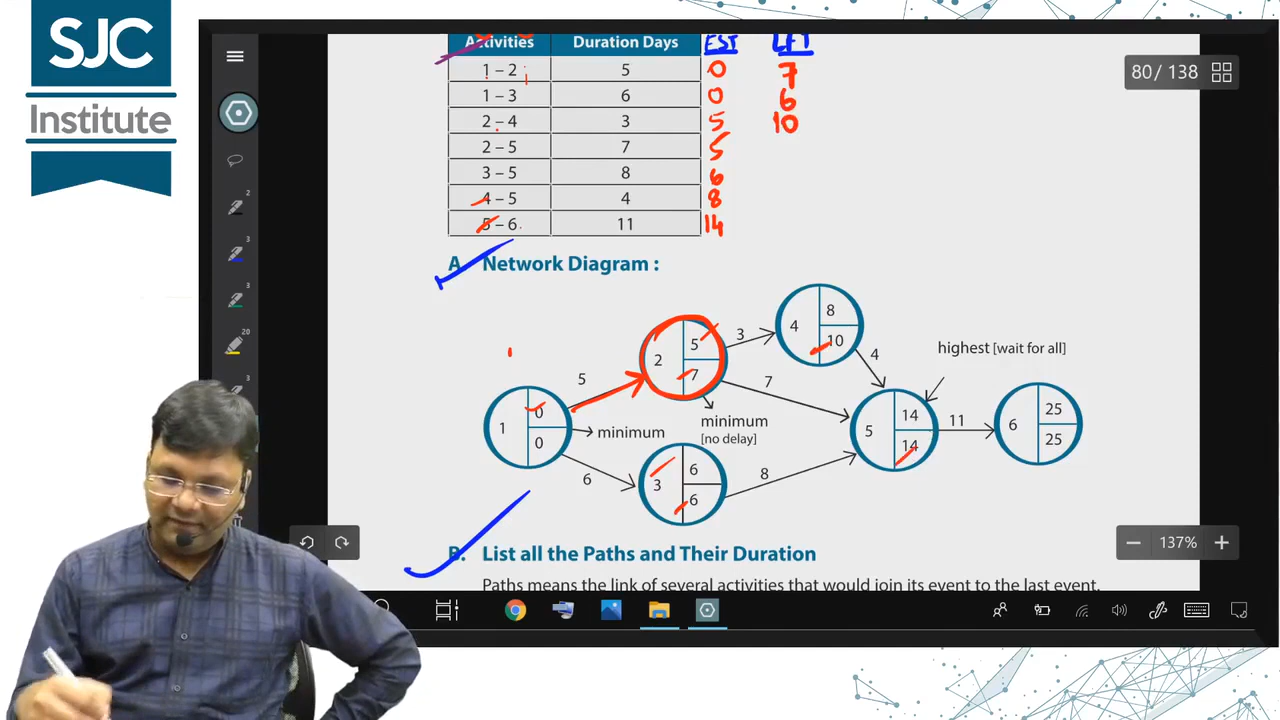 SJC
Institute
80 / 138
Activities Duration Days EST LFT
1 – 2 5 0 7
1 – 3 6 0 6
2 – 4 3 5 10
2 – 5 7 5
3 – 5 8 6
4 – 5 4 8
5 – 6 11 14
A. Network Diagram :
4 8
10
3
4
highest [wait for all]
2 5
7
5
7
1 0
0
minimum
minimum
[no delay]
5 14
14
11
6 25
25
6
3 6
6
8
B. List all the Paths and Their Duration
Paths means the link of several activities that would join its event to the last event.
137%
2
3
3
20
3